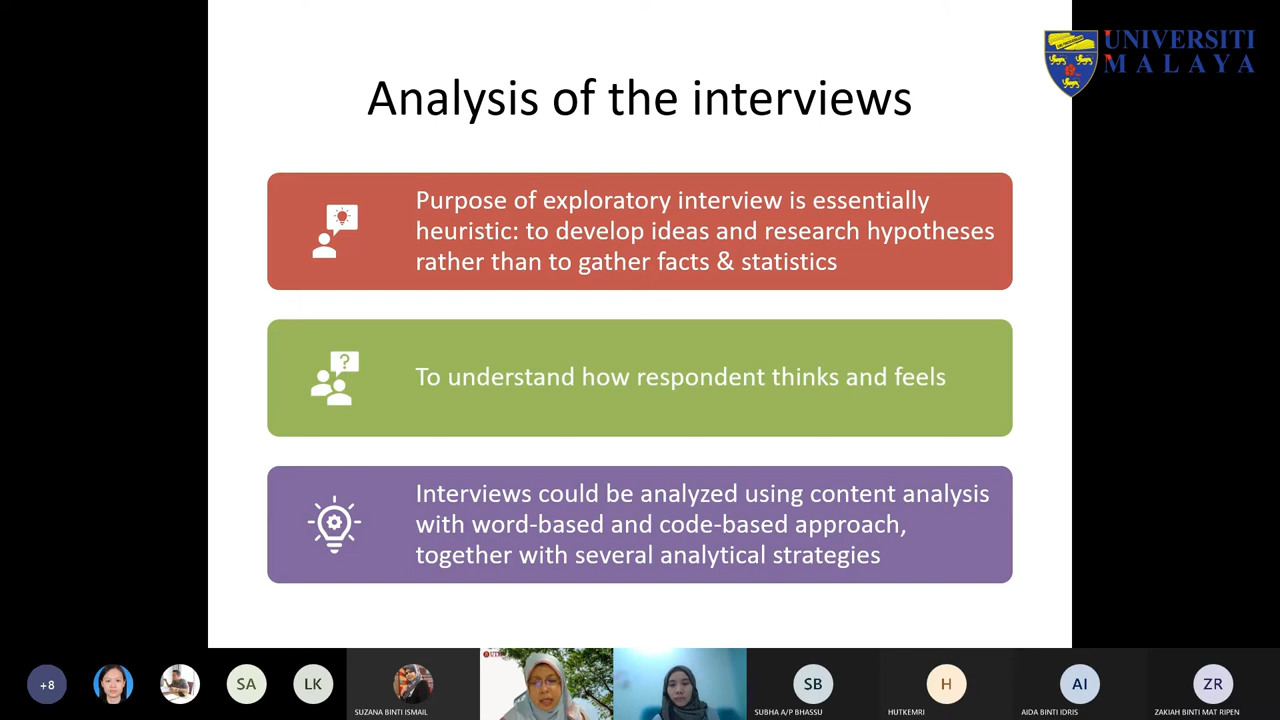 UNIVERSITI
MALAYA
Analysis of the interviews
Purpose of exploratory interview is essentially
heuristic: to develop ideas and research hypotheses
rather than to gather facts & statistics
?
To understand how respondent thinks and feels
Interviews could be analyzed using content analysis
with word-based and code-based approach,
together with several analytical strategies
+8
SA
LK
SUZANA BINTI ISMAIL
SB
SUBHA A/P BHASSU
H
HUTKEMRI
AI
AIDA BINTI IDRIS
ZR
ZAKIAH BINTI MAT RIPEN